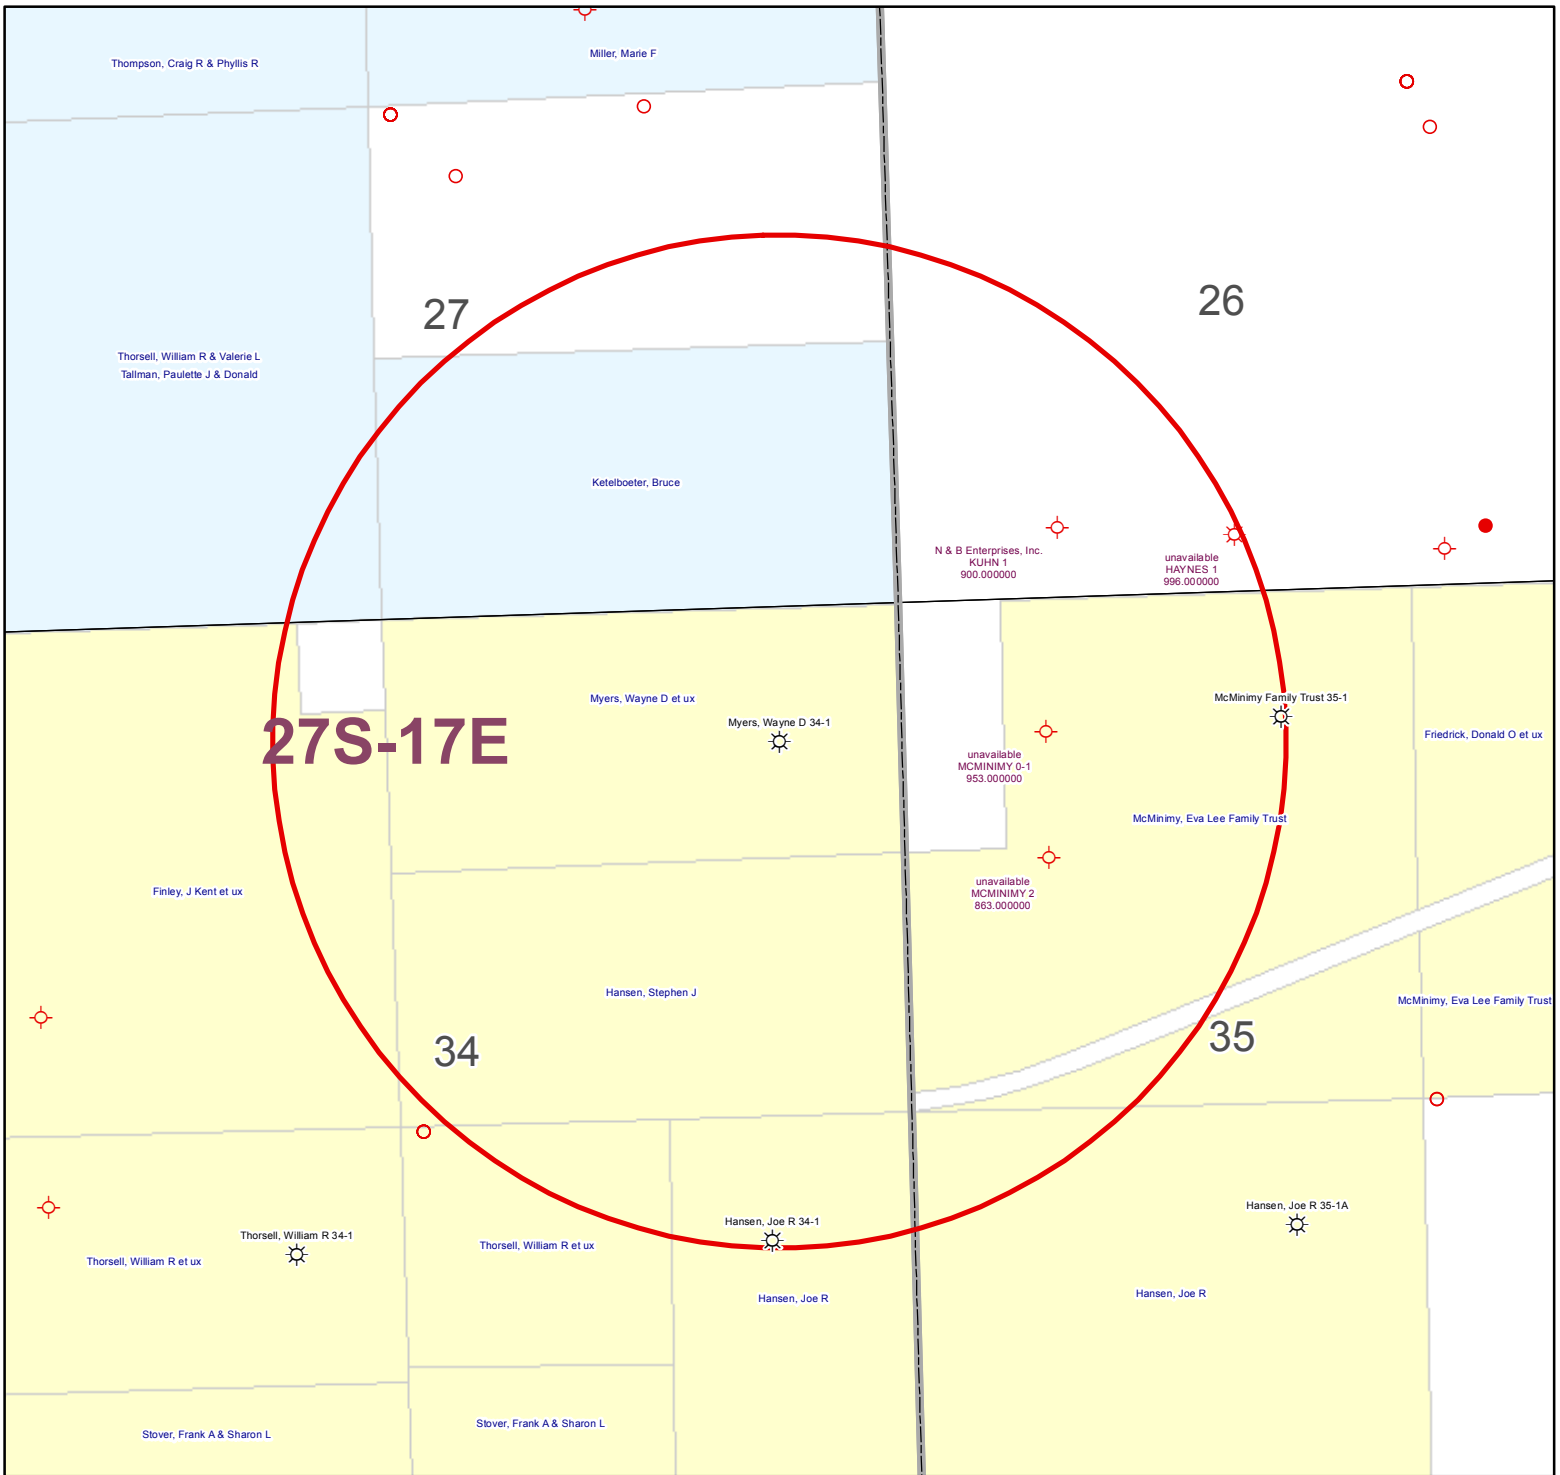 Thompson, Craig R & Phyllis R
Miller, Marie F
27
26
Thorsell, William R & Valerie L
Tallman, Paulette J & Donald
Ketelboeter, Bruce
N & B Enterprises, Inc.
KUHN 1
900.000000
unavailable
HAYNES 1
996.000000
Myers, Wayne D et ux
McMinimy Family Trust 35-1
Myers, Wayne D 34-1
27S-17E
Friedrick, Donald O et ux
unavailable
MCMINIMY 0-1
953.000000
McMinimy, Eva Lee Family Trust
Finley, J Kent et ux
unavailable
MCMINIMY 2
863.000000
Hansen, Stephen J
McMinimy, Eva Lee Family Trust
34
35
Hansen, Joe R 35-1A
Hansen, Joe R 34-1
Thorsell, William R 34-1
Thorsell, William R et ux
Thorsell, William R et ux
Hansen, Joe R
Hansen, Joe R
Stover, Frank A & Sharon L
Stover, Frank A & Sharon L